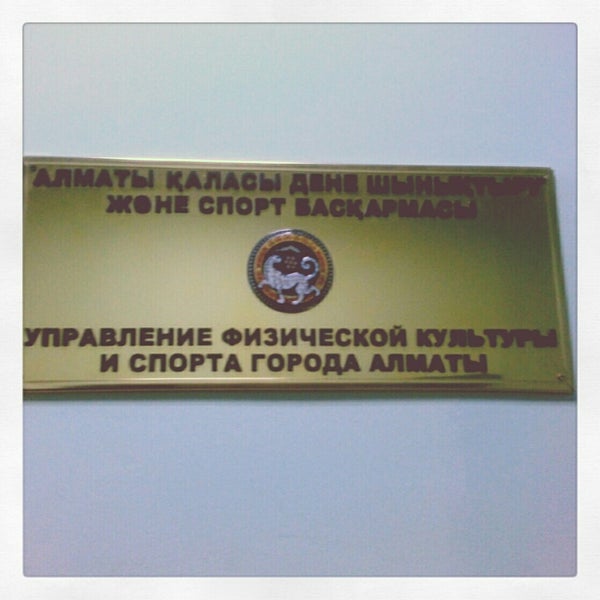 АЛМАТЫ ҚАЛАСЫ ДЕНЕ ШЫНЫҚТЫРУ
ЖӘНЕ СПОРТ БАСҚАРМАСЫ
УПРАВЛЕНИЕ ФИЗИЧЕСКОЙ КУЛЬТУРЫ
И СПОРТА ГОРОДА АЛМАТЫ